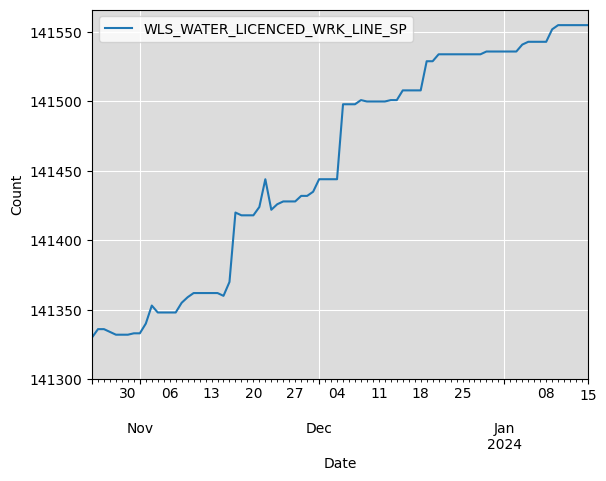 WLS_WATER_LICENCED_WRK_LINE_SP
141550
141500
141450
141400
141350
141300
Count
30 06 13 20 27 04 11 18 25 08 15
Nov Dec Jan
2024
Date